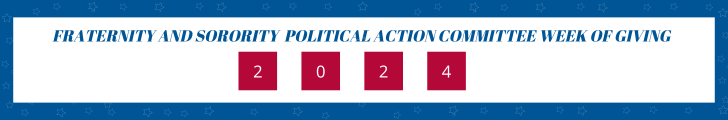 FRATERNITY AND SORORITY POLITICAL ACTION COMMITTEE WEEK OF GIVING
2 0 2 4